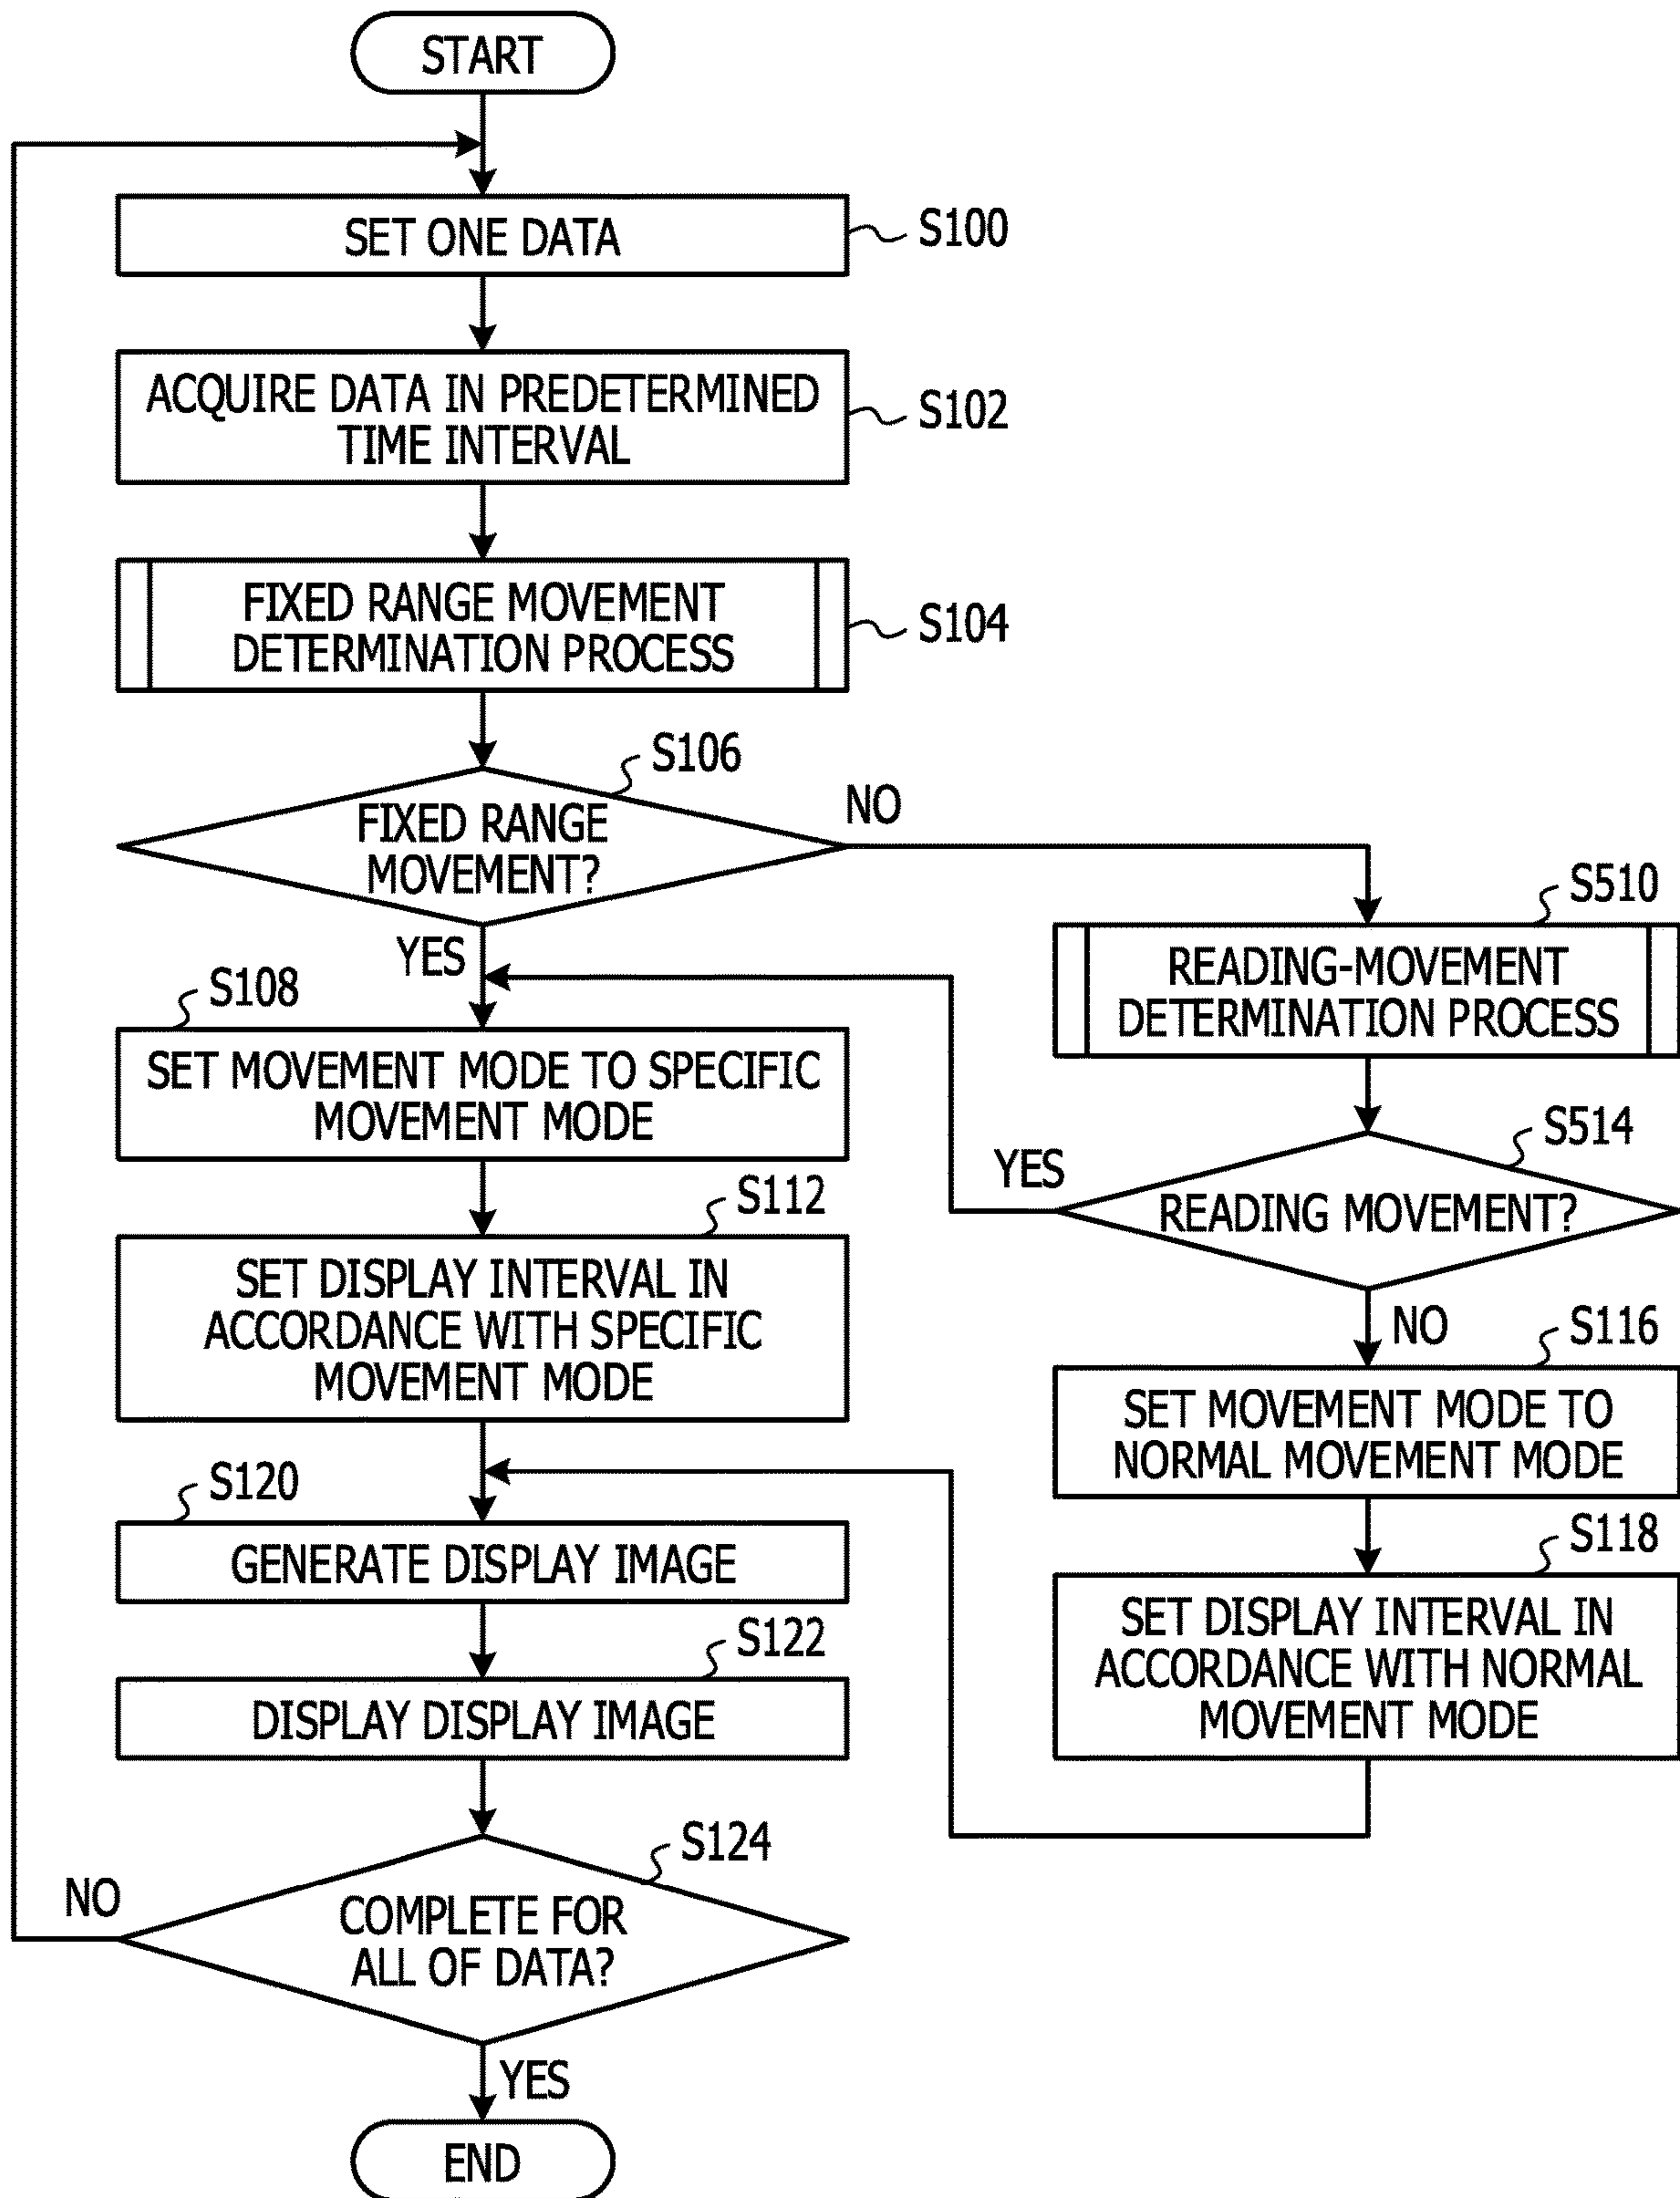 START
SET ONE DATA
S100
ACQUIRE DATA IN PREDETERMINED
TIME INTERVAL
S102
FIXED RANGE MOVEMENT
DETERMINATION PROCESS
S104
S106
FIXED RANGE
MOVEMENT?
NO
YES
S510
READING-MOVEMENT
DETERMINATION PROCESS
S108
SET MOVEMENT MODE TO SPECIFIC
MOVEMENT MODE
S514
READING MOVEMENT?
YES
NO
S112
SET DISPLAY INTERVAL IN
ACCORDANCE WITH SPECIFIC
MOVEMENT MODE
S116
SET MOVEMENT MODE TO
NORMAL MOVEMENT MODE
S118
SET DISPLAY INTERVAL IN
ACCORDANCE WITH NORMAL
MOVEMENT MODE
S120
GENERATE DISPLAY IMAGE
S122
DISPLAY DISPLAY IMAGE
S124
COMPLETE FOR
ALL OF DATA?
NO
YES
END